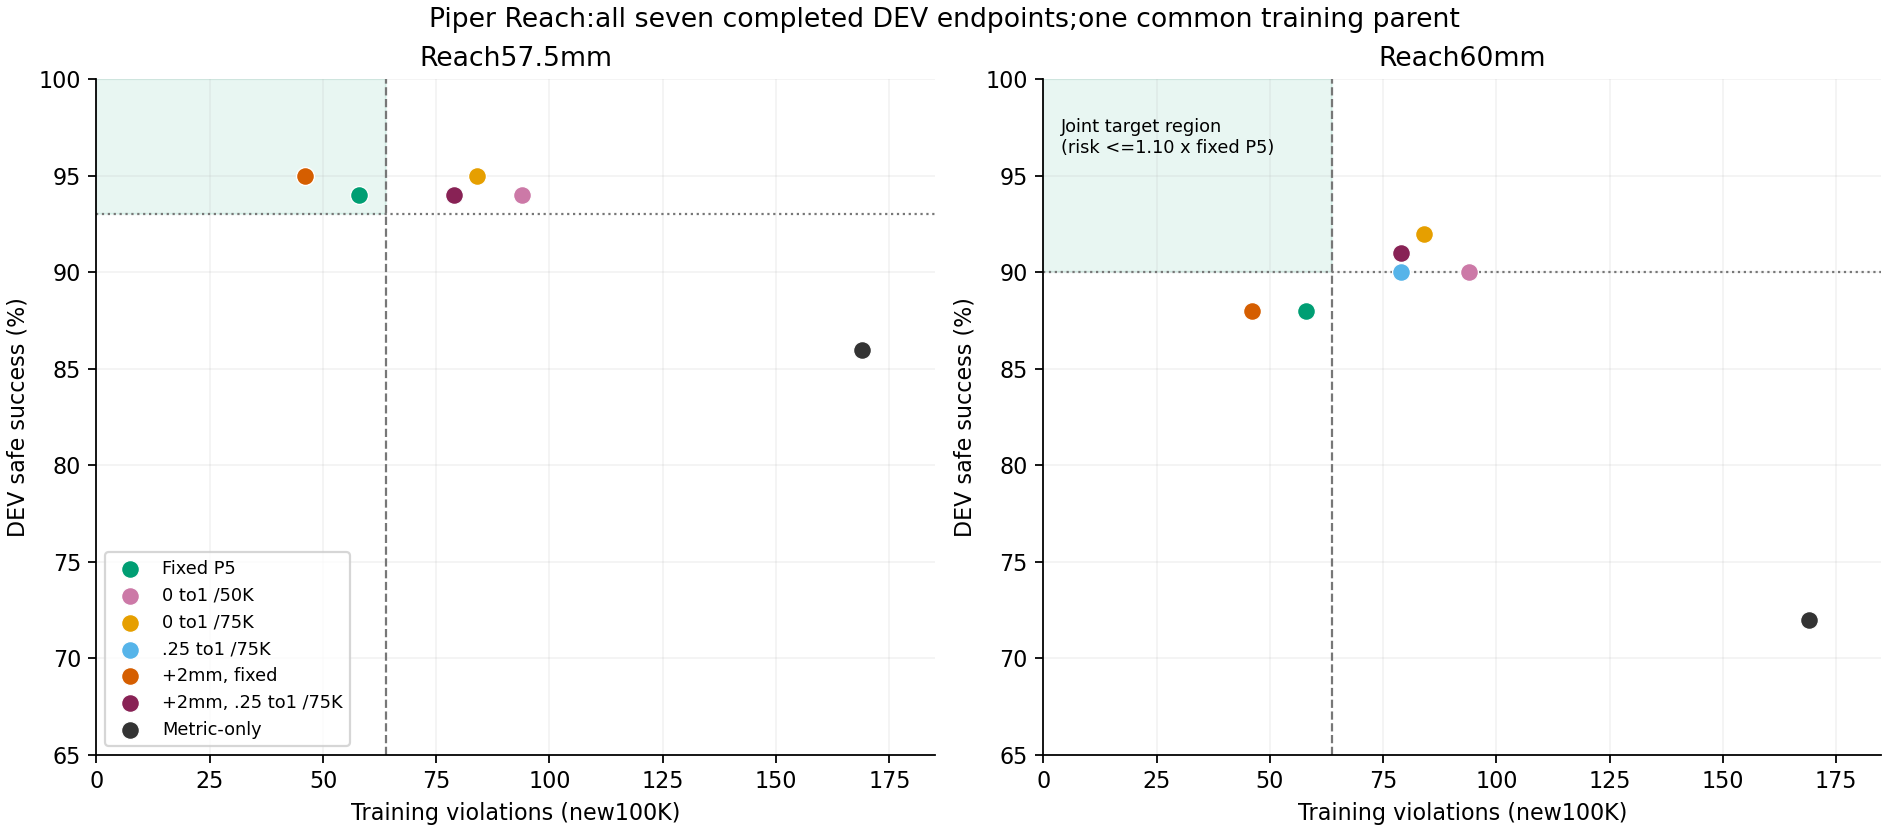 Piper Reach:all seven completed DEV endpoints;one common training parent
Reach57.5mm
100
95
90
85
80
75
70
65
DEV safe success (%)
Fixed P5
0 to1 /50K
0 to1 /75K
.25 to1 /75K
+2mm, fixed
+2mm, .25 to1 /75K
Metric-only
0 25 50 75 100 125 150 175
Training violations (new100K)
Reach60mm
100
95
90
85
80
75
70
65
DEV safe success (%)
Joint target region
(risk <=1.10 x fixed P5)
0 25 50 75 100 125 150 175
Training violations (new100K)